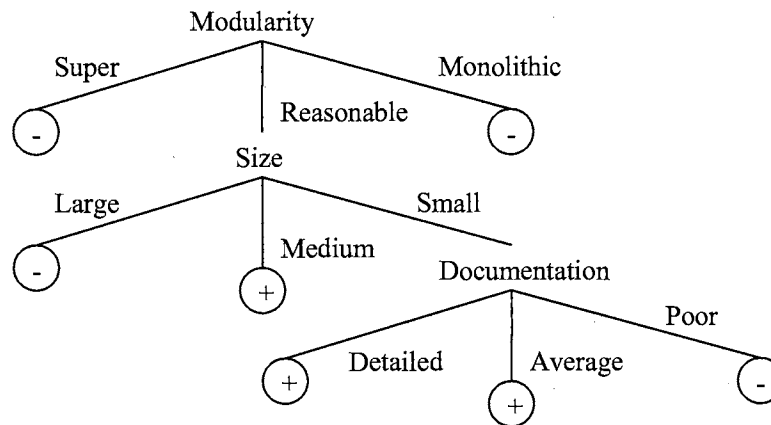 Modularity
Super
Monolithic
-
Reasonable
-
Size
Large
Small
-
Medium
+
Documentation
Poor
Detailed
Average
+
+
-